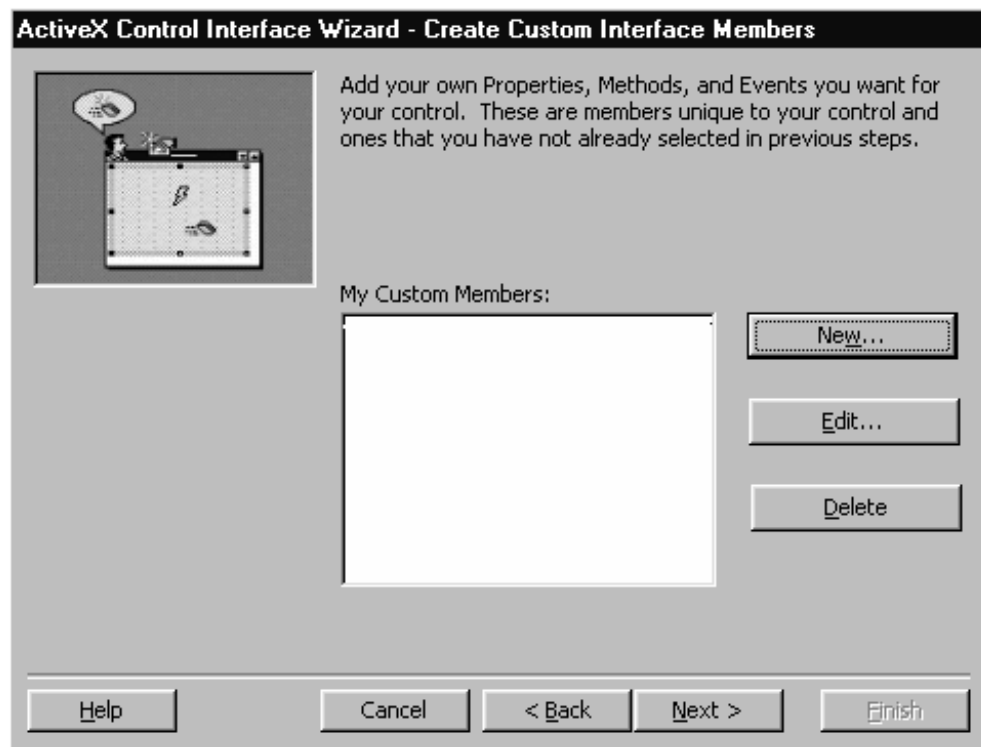 ActiveX Control Interface Wizard - Create Custom Interface Members
Add your own Properties, Methods, and Events you want for
your control. These are members unique to your control and
ones that you have not already selected in previous steps.
My Custom Members:
New...
Edit...
Delete
Help
Cancel
< Back
Next >
Finish